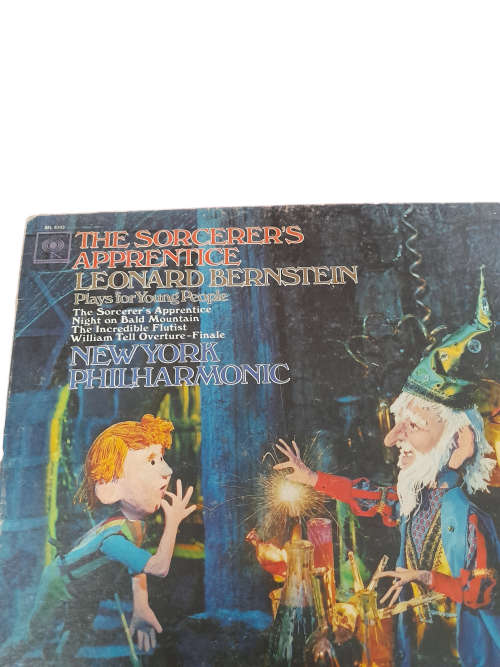 THE SORCERER'S
APPRENTICE
LEONARD BERNSTEIN
Plays for Young People
The Sorcerer's Apprentice
Night on Bald Mountain
The Incredible Flutist
William Tell Overture-Finale
NEW YORK
PHILHARMONIC